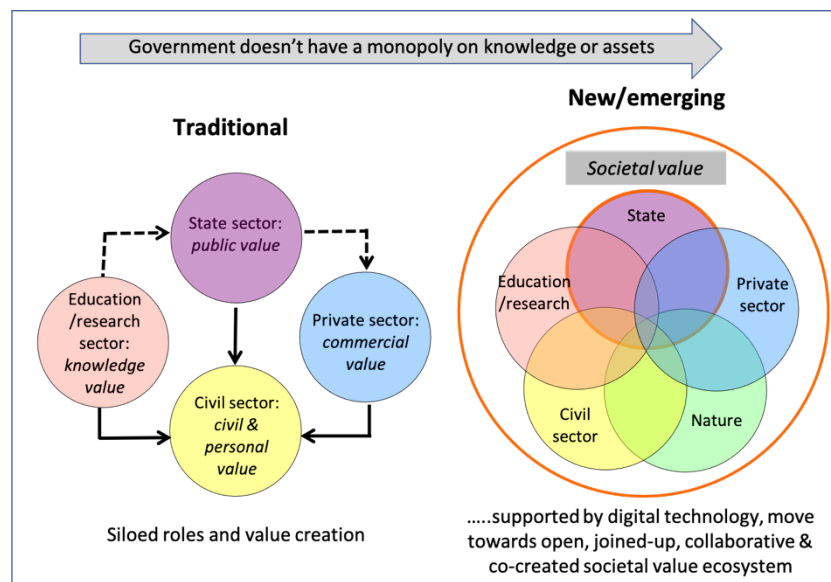 Government doesn't have a monopoly on knowledge or assets
Traditional
State sector:
public value
Education
/research
sector:
knowledge
value
Private sector:
commercial
value
Civil sector:
civil &
personal
value
Siloed roles and value creation
New/emerging
Societal value
State
Education
/research
Private
sector
Civil
sector
Nature
…..supported by digital technology, move
towards open, joined-up, collaborative &
co-created societal value ecosystem